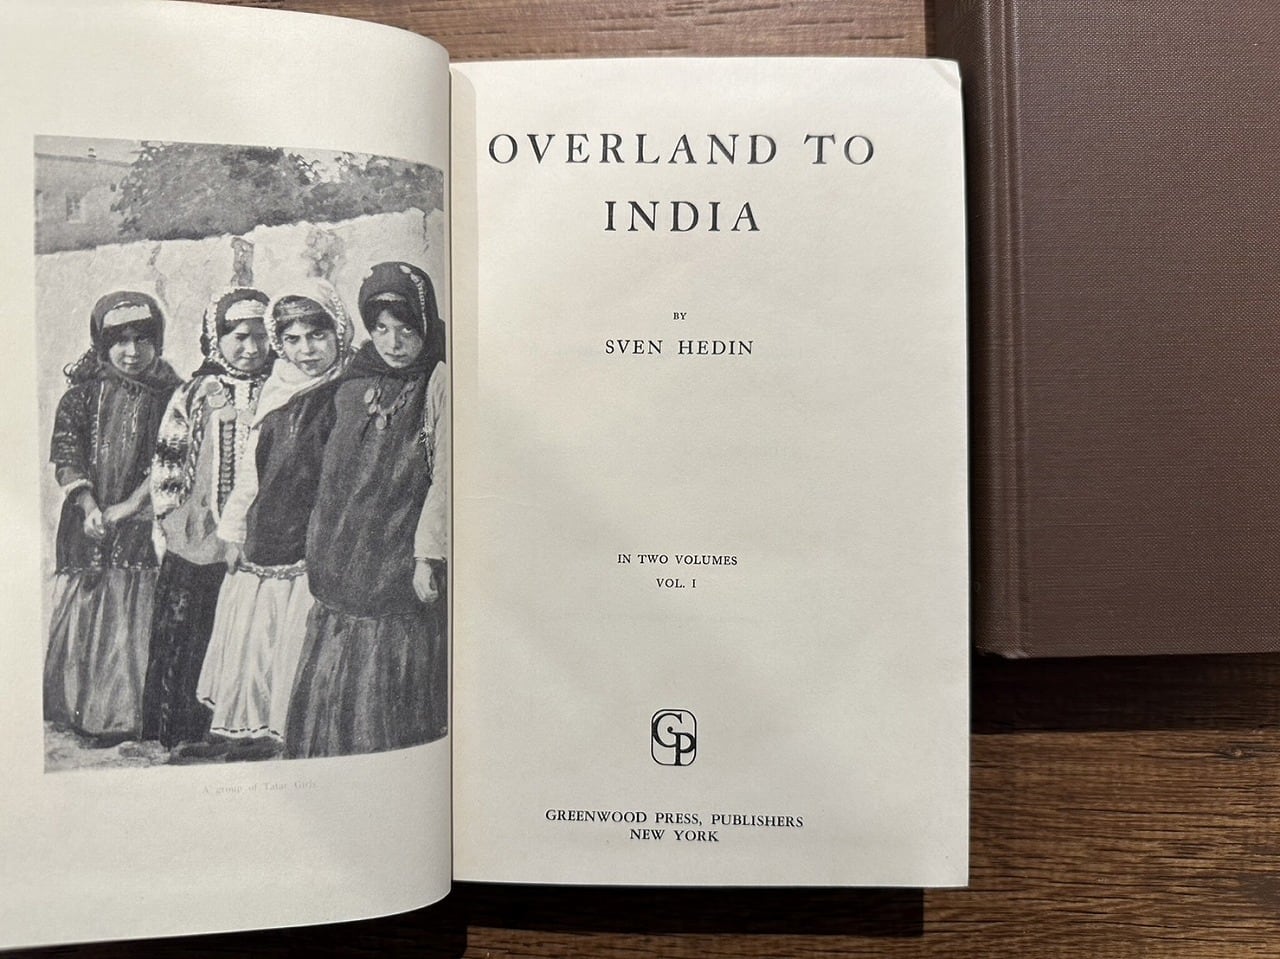 A group of Tatar Girls.
OVERLAND TO
INDIA
BY
SVEN HEDIN
IN TWO VOLUMES
VOL. I
GP
GREENWOOD PRESS, PUBLISHERS
NEW YORK